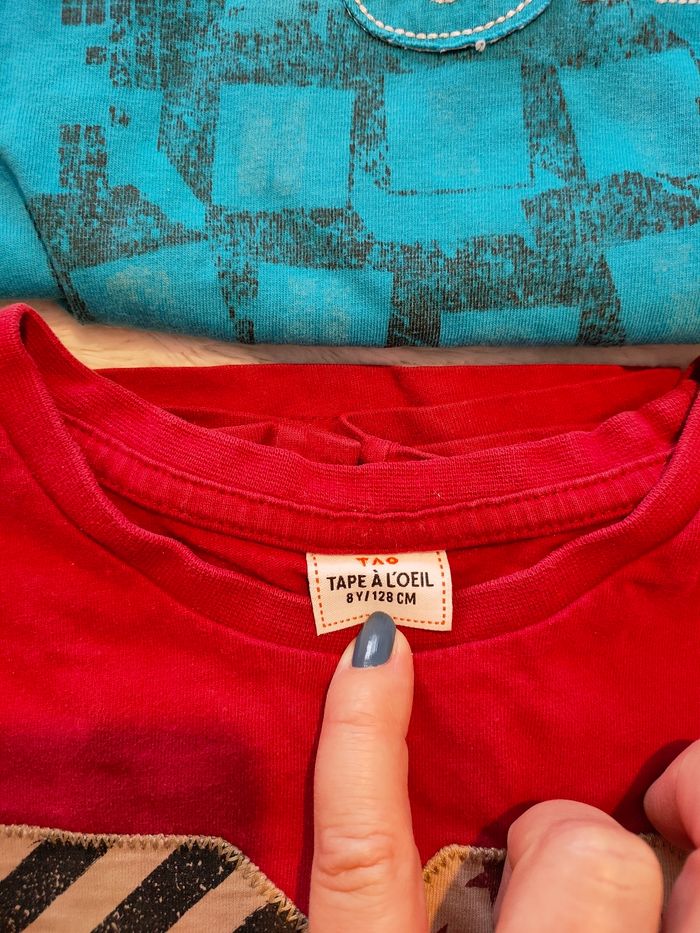 TAO
TAPE À L'OEIL
8 Y/128 CM